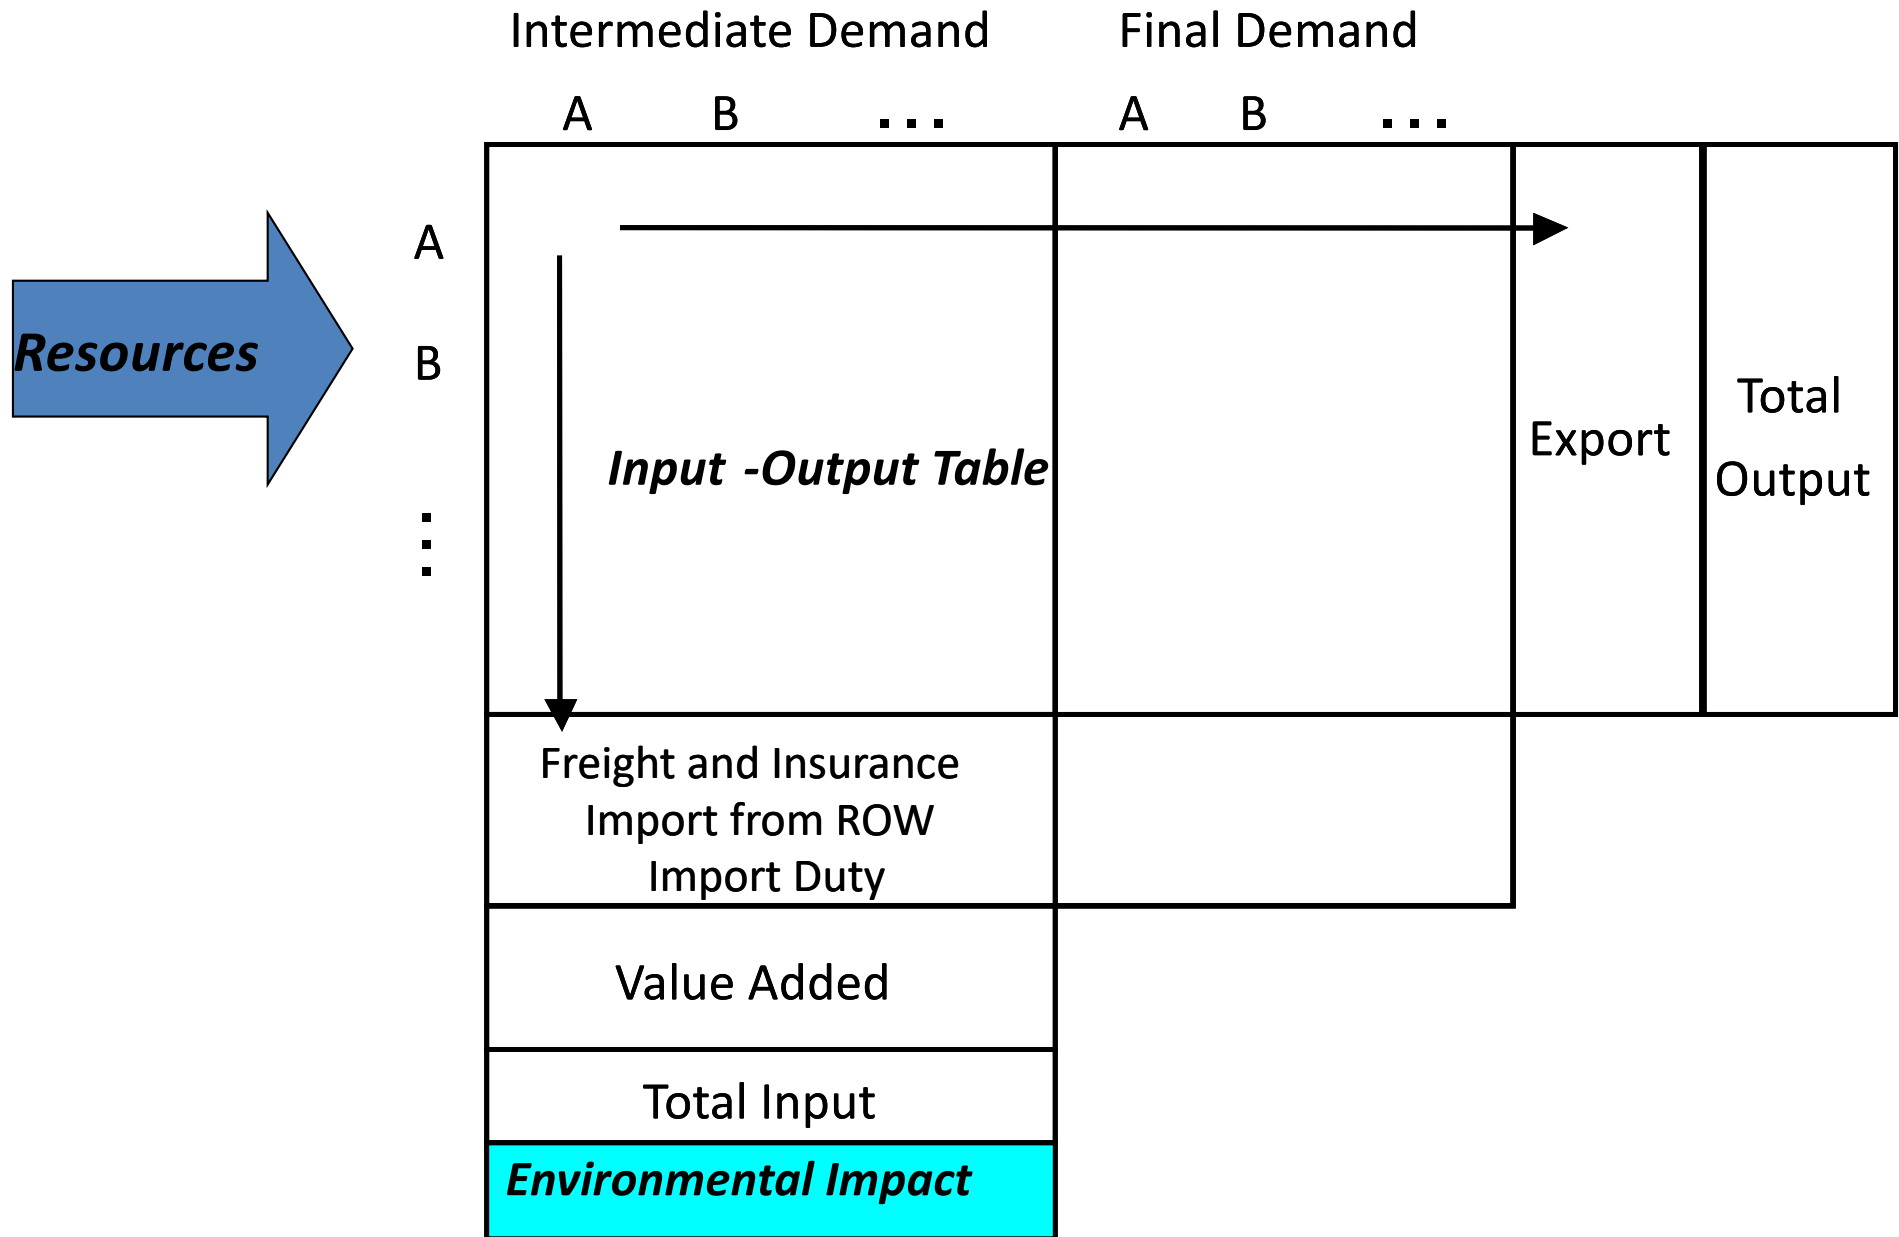 Intermediate Demand Final Demand
A B ... A B ...
A
Resources
B
Input -Output Table
Export
Total
Output
⋮
Freight and Insurance
Import from ROW
Import Duty
Value Added
Total Input
Environmental Impact